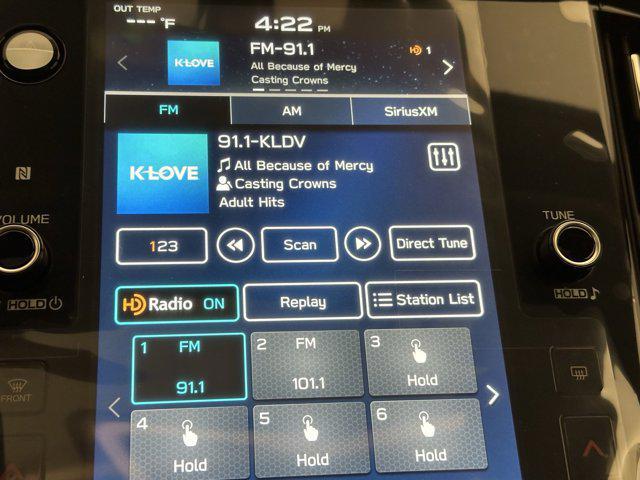 OUT TEMP
--- °F
4:22 PM
K-LOVE
FM-91.1
HD 1
All Because of Mercy
Casting Crowns
FM
AM
SiriusXM
K-LOVE
91.1-KLDV
All Because of Mercy
Casting Crowns
Adult Hits
N
VOLUME
TUNE
123
Scan
Direct Tune
HOLD
HOLD
HD Radio ON
Replay
Station List
1 FM
91.1
2 FM
101.1
3
Hold
FRONT
4
Hold
5
Hold
6
Hold